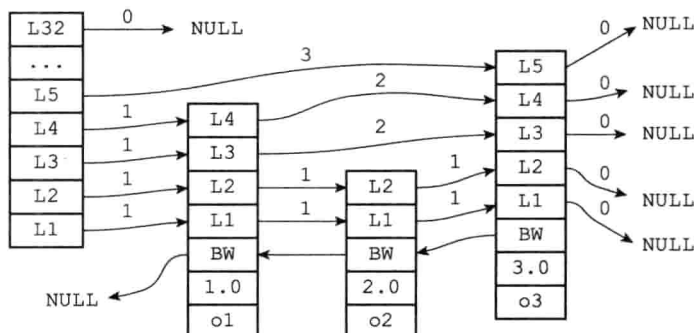 L32 0 NULL
...
L5 3 L5 0 NULL
L4 1 L4 2 L4 0 NULL
L3 1 L3 2 L3 0 NULL
L2 1 L2 1 L2 1 L2 0 NULL
L1 1 L1 1 L1 1 L1 0 NULL
NULL BW BW BW
1.0 2.0 3.0
o1 o2 o3